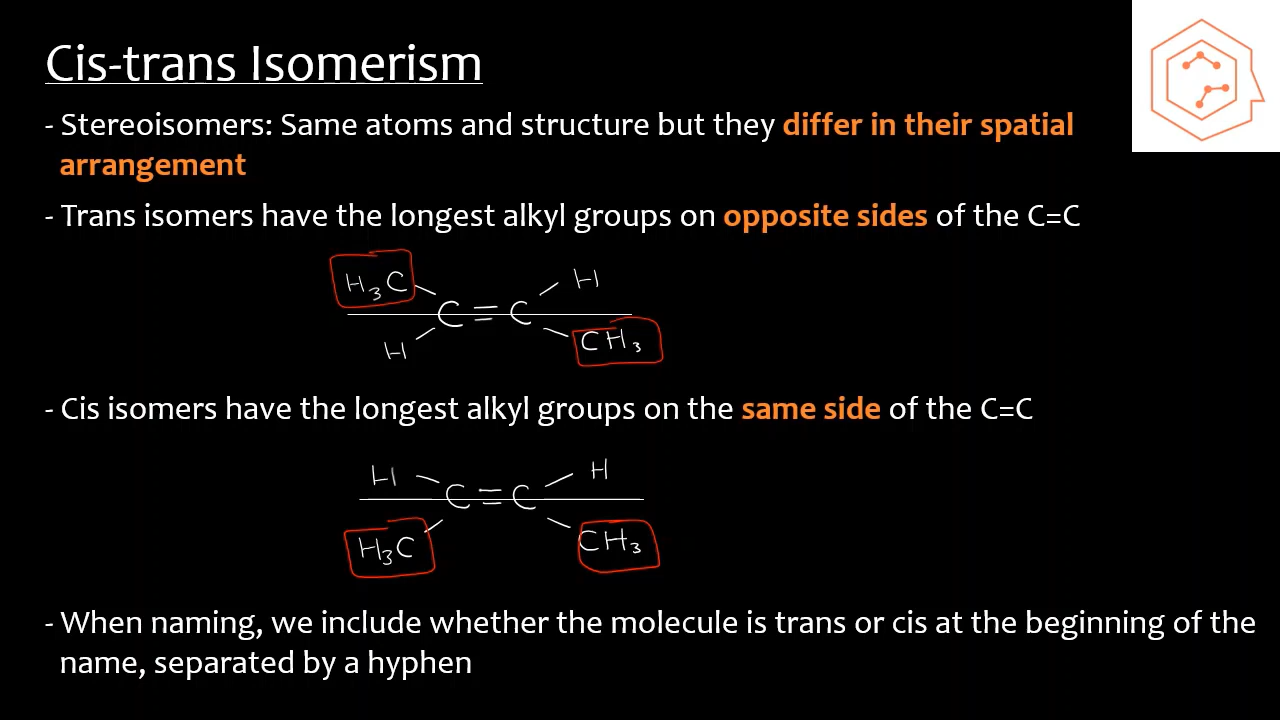 Cis-trans Isomerism
- Stereoisomers: Same atoms and structure but they differ in their spatial
arrangement
- Trans isomers have the longest alkyl groups on opposite sides of the C=C
H₃C H
C = C
H CH₃
- Cis isomers have the longest alkyl groups on the same side of the C=C
H H
C = C
H₃C CH₃
- When naming, we include whether the molecule is trans or cis at the beginning of the
name, separated by a hyphen